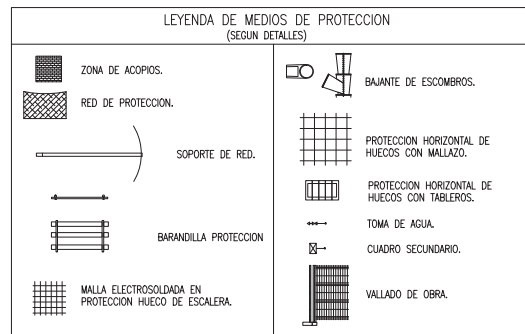 LEYENDA DE MEDIOS DE PROTECCION
(SEGUN DETALLES)
ZONA DE ACOPIOS.
RED DE PROTECCION.
SOPORTE DE RED.
BARANDILLA PROTECCION
MALLA ELECTROSOLDADA EN
PROTECCION HUECO DE ESCALERA.
BAJANTE DE ESCOMBROS.
PROTECCION HORIZONTAL DE
HUECOS CON MALLAZO.
PROTECCION HORIZONTAL DE
HUECOS CON TABLEROS.
TOMA DE AGUA.
CUADRO SECUNDARIO.
VALLADO DE OBRA.